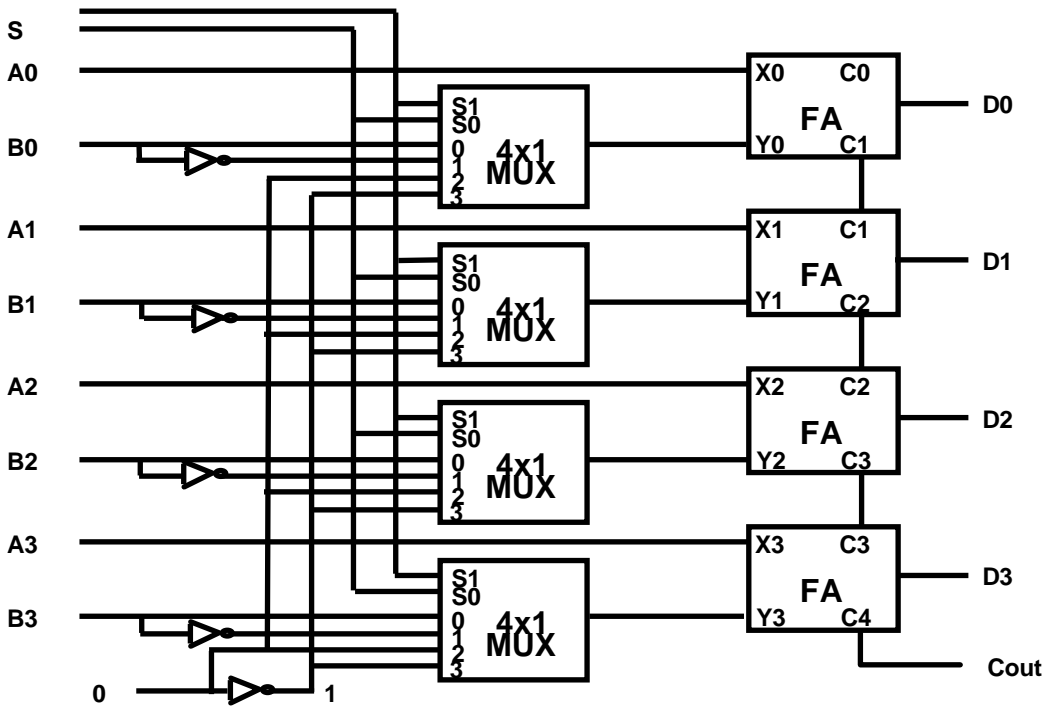 S
A0
X0 C0
S1
S0
FA
D0
B0
0
1
2
3
4x1
MUX
Y0 C1
A1
X1 C1
S1
S0
FA
D1
B1
0
1
2
3
4x1
MUX
Y1 C2
A2
X2 C2
S1
S0
FA
D2
B2
0
1
2
3
4x1
MUX
Y2 C3
A3
X3 C3
S1
S0
FA
D3
B3
0
1
2
3
4x1
MUX
Y3 C4
Cout
0 1